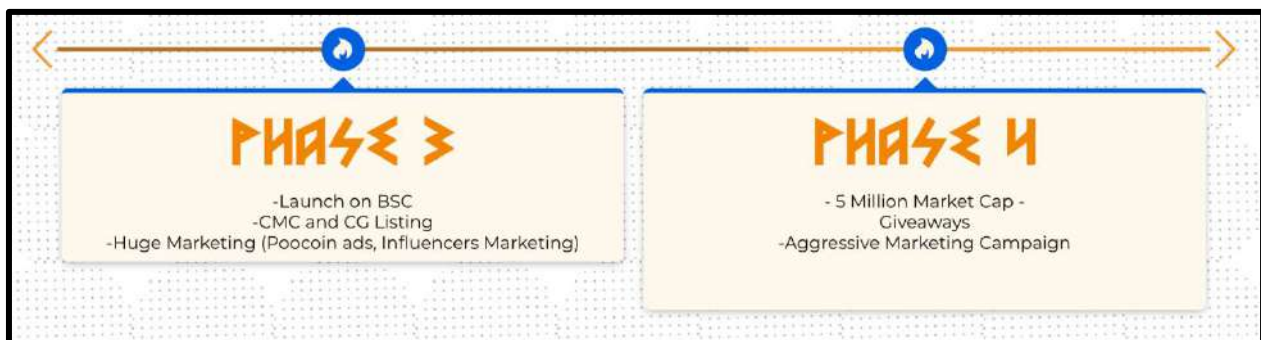 PHASE 3
-Launch on BSC
-CMC and CG Listing
-Huge Marketing (Poocoin ads, Influencers Marketing)
PHASE 4
- 5 Million Market Cap -
Giveaways
-Aggressive Marketing Campaign